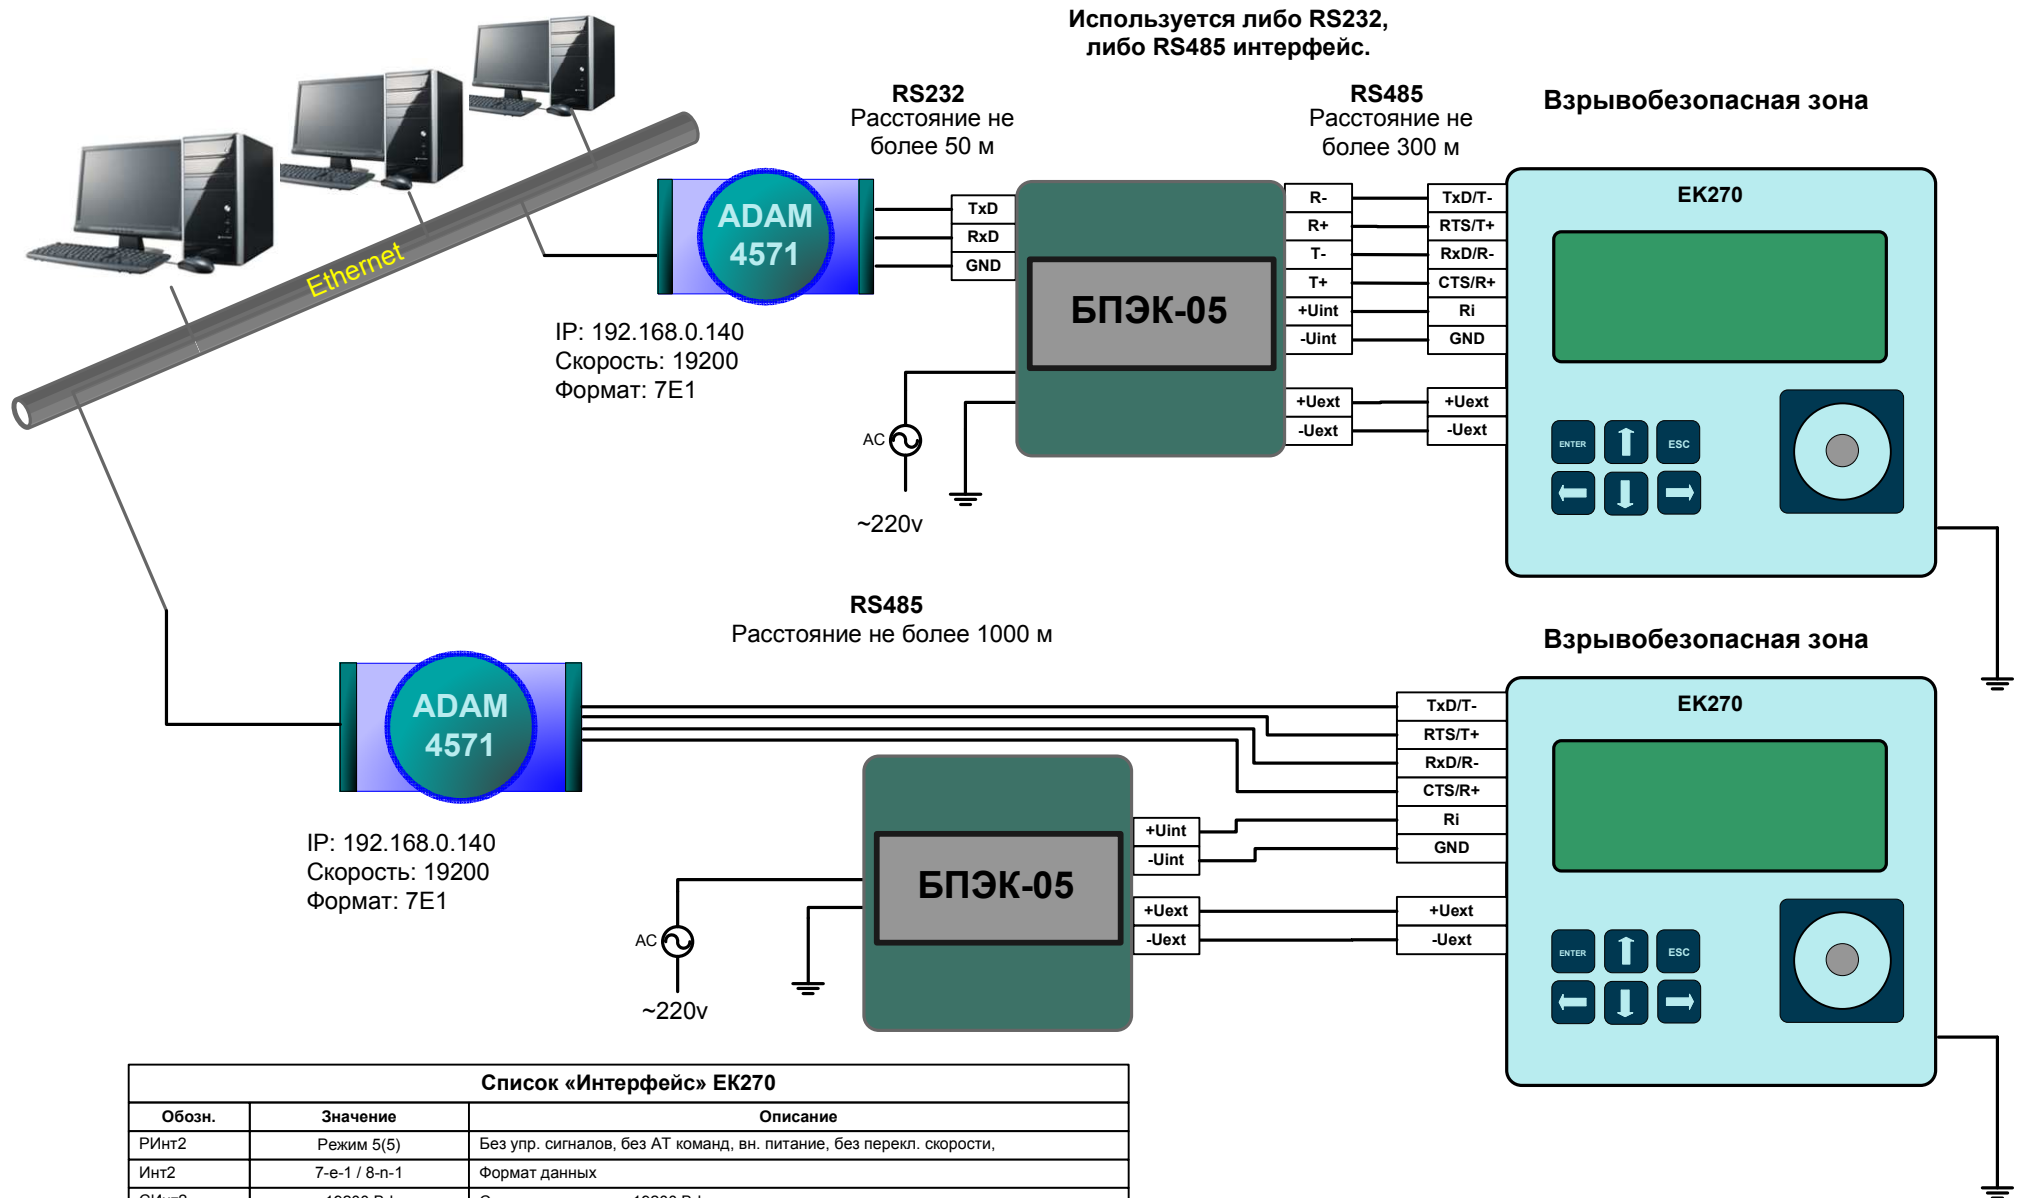 Используется либо RS232,
либо RS485 интерфейс.
RS232
Расстояние не
более 50 м
RS485
Расстояние не
более 300 м
Взрывобезопасная зона
Ethernet
ADAM
4571
IP: 192.168.0.140
Скорость: 19200
Формат: 7E1
TxD
RxD
GND
БПЭК-05
AC
~220v
R-
R+
T-
T+
+Uint
-Uint
+Uext
-Uext
TxD/T-
RTS/T+
RxD/R-
CTS/R+
Ri
GND
+Uext
-Uext
EK270
ENTER
ESC
RS485
Расстояние не более 1000 м
Взрывобезопасная зона
ADAM
4571
IP: 192.168.0.140
Скорость: 19200
Формат: 7E1
БПЭК-05
AC
~220v
+Uint
-Uint
+Uext
-Uext
TxD/T-
RTS/T+
RxD/R-
CTS/R+
Ri
GND
+Uext
-Uext
EK270
ENTER
ESC
Список «Интерфейс» ЕК270
Обозн. Значение Описание
РИнт2 Режим 5(5) Без упр. сигналов, без АТ команд, вн. питание, без перекл. скорости,
Инт2 7-e-1 / 8-n-1 Формат данных